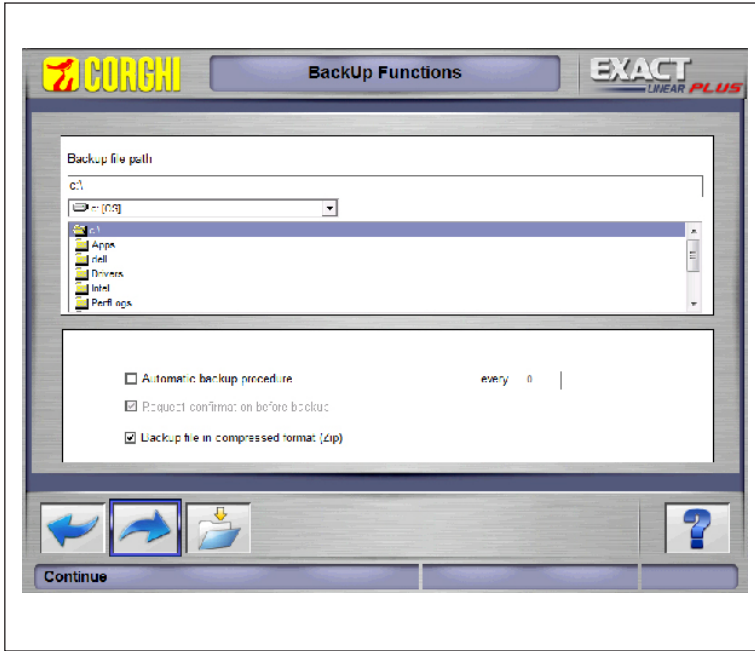 CORGHI
BackUp Functions
EXACT
LINEAR PLUS
Backup file path
c:\
c: [OS]
c:\
Apps
dell
Drivers
Intel
PerfLogs
Automatic backup procedure every 0
Request confirmation before backup
Backup file in compressed format (Zip)
?
Continue